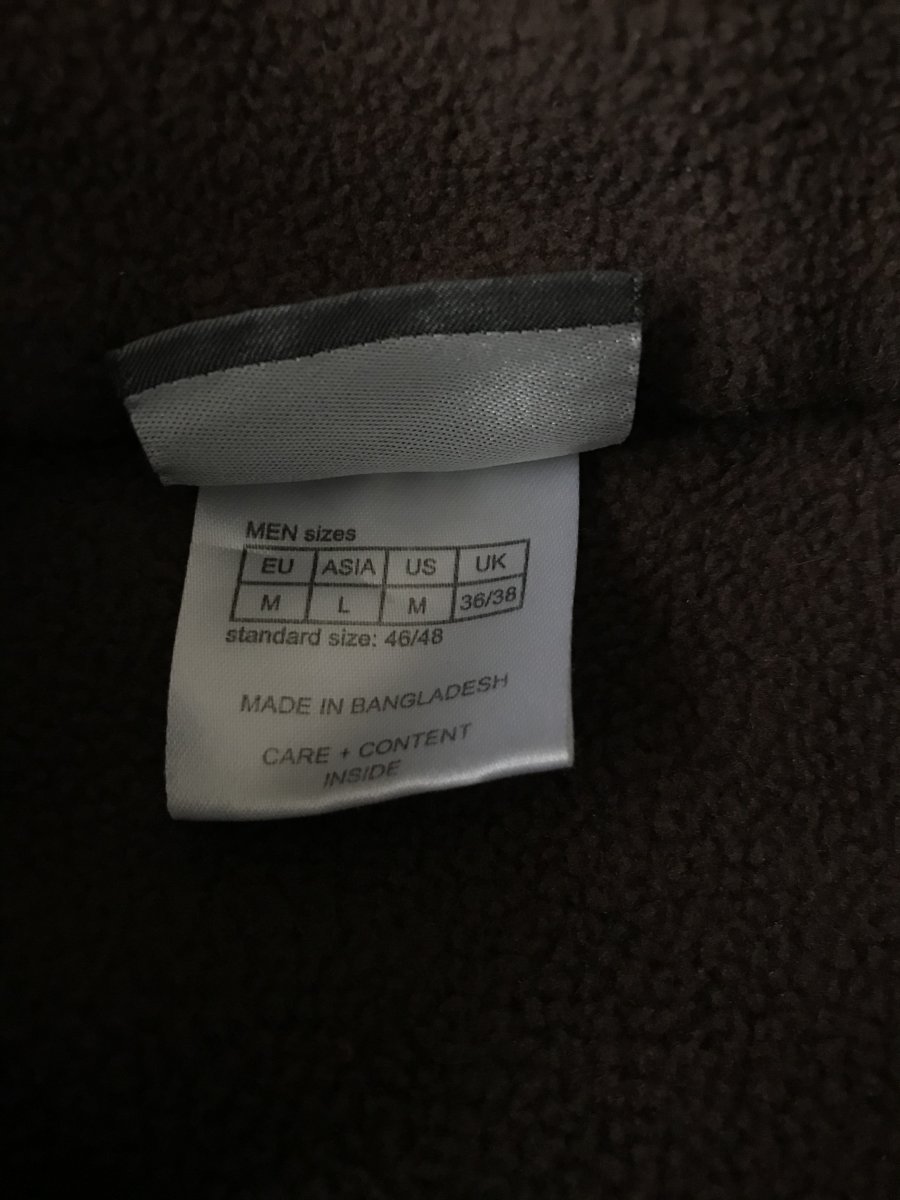 MEN sizes
EU ASIA US UK
M L M 36/38
standard size: 46/48
MADE IN BANGLADESH
CARE + CONTENT
INSIDE